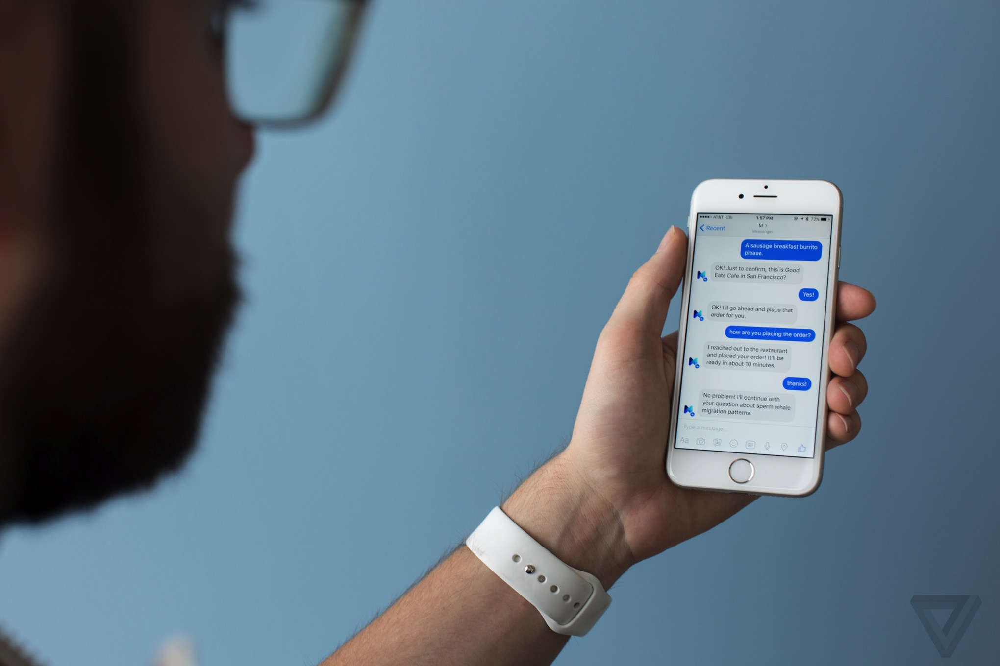 AT&T LTE 1:57 PM 72%
Recent M
Messenger
A sausage breakfast burrito
please.
OK! Just to confirm, this is Good
Eats Cafe in San Francisco?
Yes!
OK! I'll go ahead and place that
order for you.
how are you placing the order?
I reached out to the restaurant
and placed your order! It'll be
ready in about 10 minutes.
thanks!
No problem! I'll continue with
your question about sperm whale
migration patterns.
Type a message...
Aa GIF